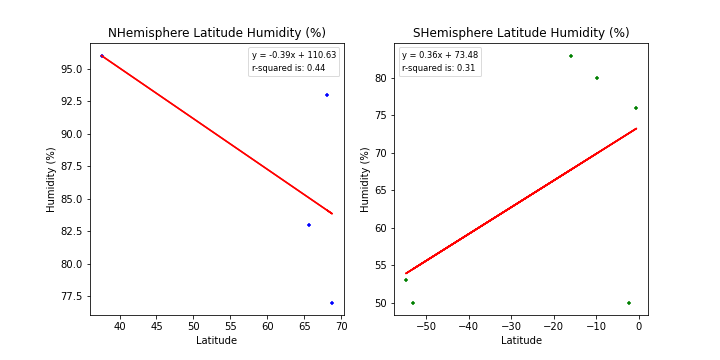 NHemisphere Latitude Humidity (%)
y = -0.39x + 110.63
r-squared is: 0.44
95.0
92.5
90.0
87.5
85.0
82.5
80.0
77.5
Humidity (%)
40 45 50 55 60 65 70
Latitude
SHemisphere Latitude Humidity (%)
y = 0.36x + 73.48
r-squared is: 0.31
80
75
70
65
60
55
50
Humidity (%)
−50 −40 −30 −20 −10 0
Latitude